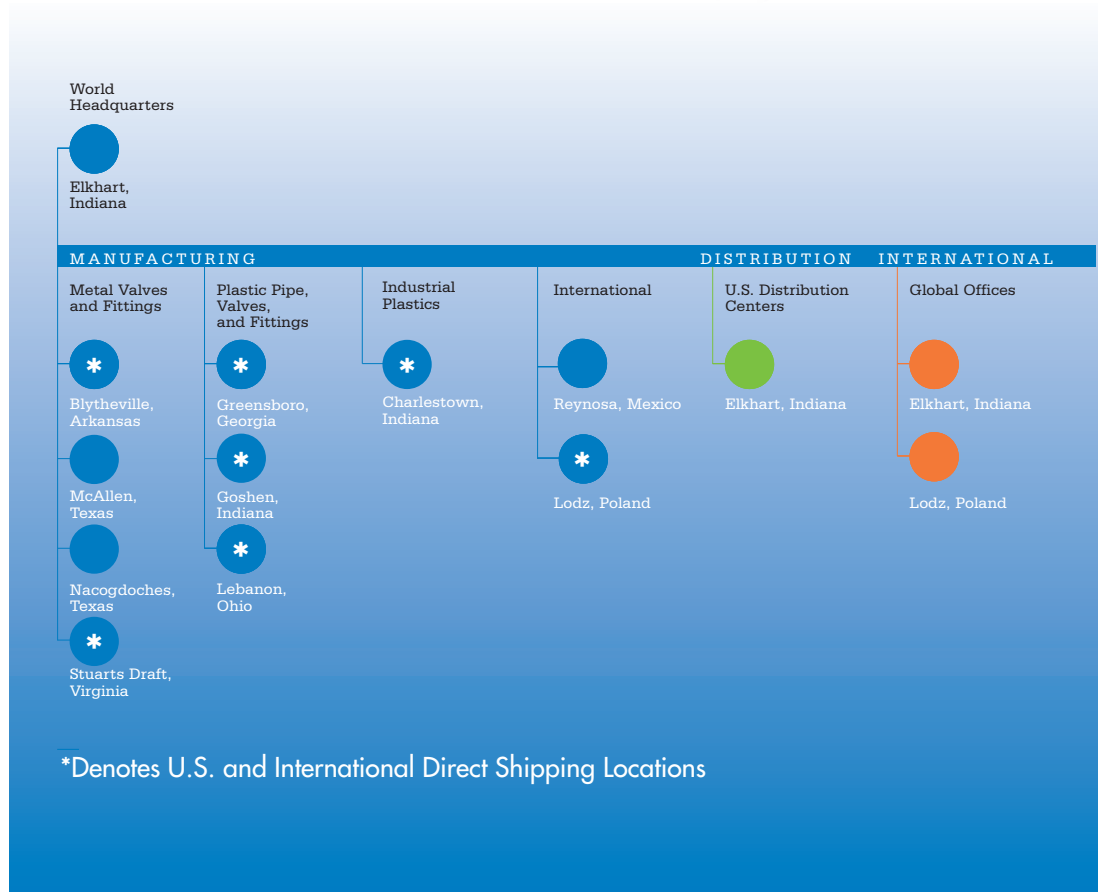 World
Headquarters
Elkhart,
Indiana
MANUFACTURING
DISTRIBUTION
INTERNATIONAL
Metal Valves
and Fittings
*
Blytheville,
Arkansas
McAllen,
Texas
Nacogdoches,
Texas
*
Stuarts Draft,
Virginia
Plastic Pipe,
Valves,
and Fittings
*
Greensboro,
Georgia
*
Goshen,
Indiana
*
Lebanon,
Ohio
Industrial
Plastics
*
Charlestown,
Indiana
International
Reynosa, Mexico
*
Lodz, Poland
U.S. Distribution
Centers
Elkhart, Indiana
Global Offices
Elkhart, Indiana
Lodz, Poland
*Denotes U.S. and International Direct Shipping Locations